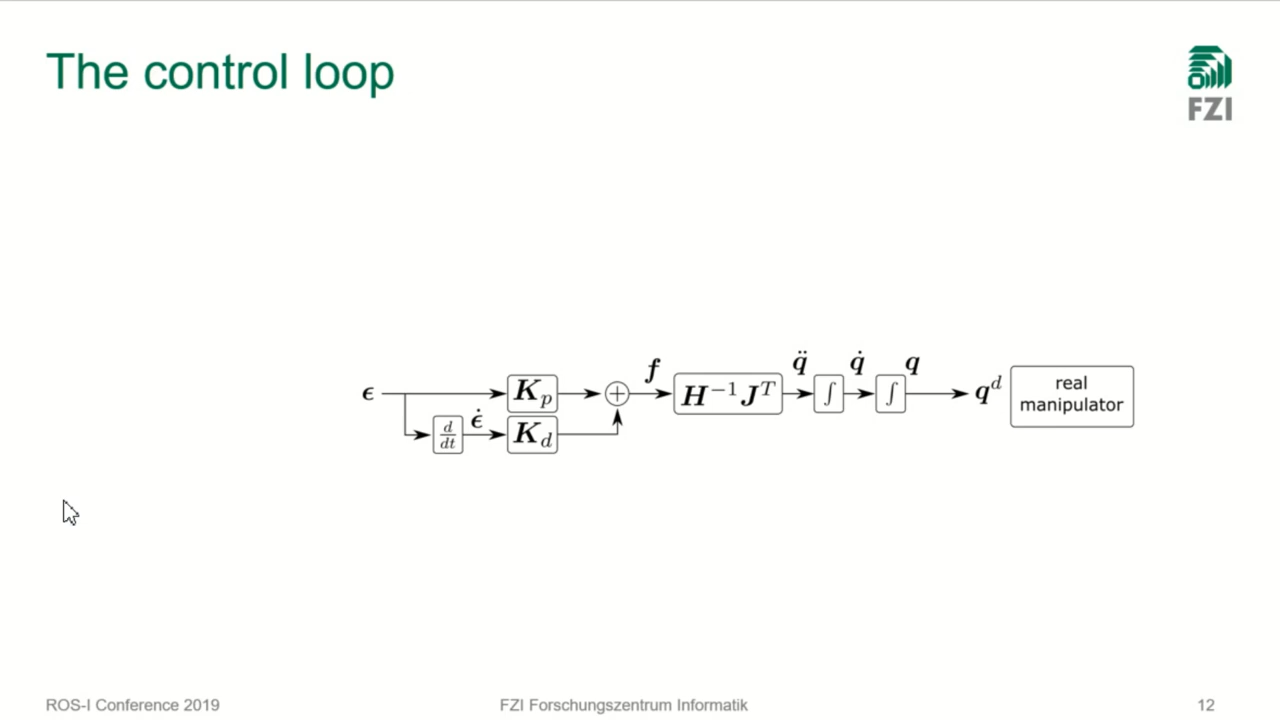 The control loop
FZI
ϵ
K_p
+
f
H^{-1}J^T
q̈
∫
q̇
∫
q
q^d
real
manipulator
d/dt
ϵ̇
K_d
ROS-I Conference 2019
FZI Forschungszentrum Informatik
12